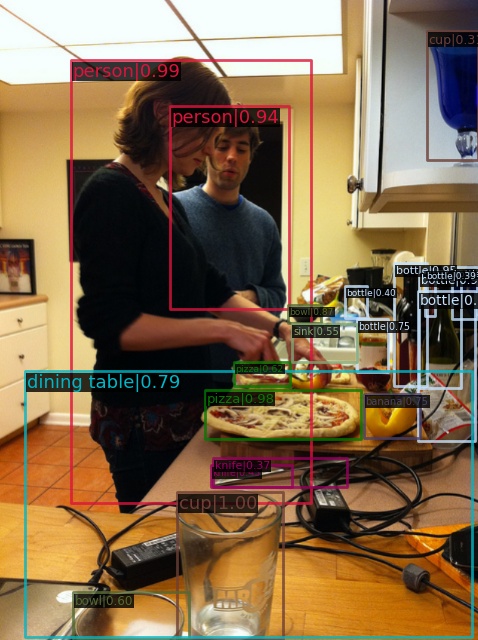 cup|0.3
person|0.99
person|0.94
bottle|0.95
bottle|0.39
bottle|0.40
bottle|0.
bowl|0.87
sink|0.55
bottle|0.75
pizza|0.62
dining table|0.79
pizza|0.98
banana|0.75
knife|0.37
cup|1.00
bowl|0.60